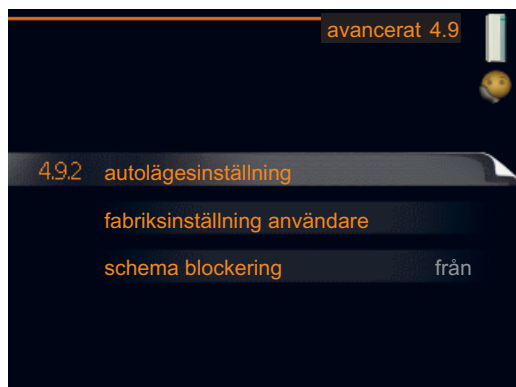 avancerat 4.9
4.9.2 autolägesinställning
fabriksinställning användare
schema blockering från